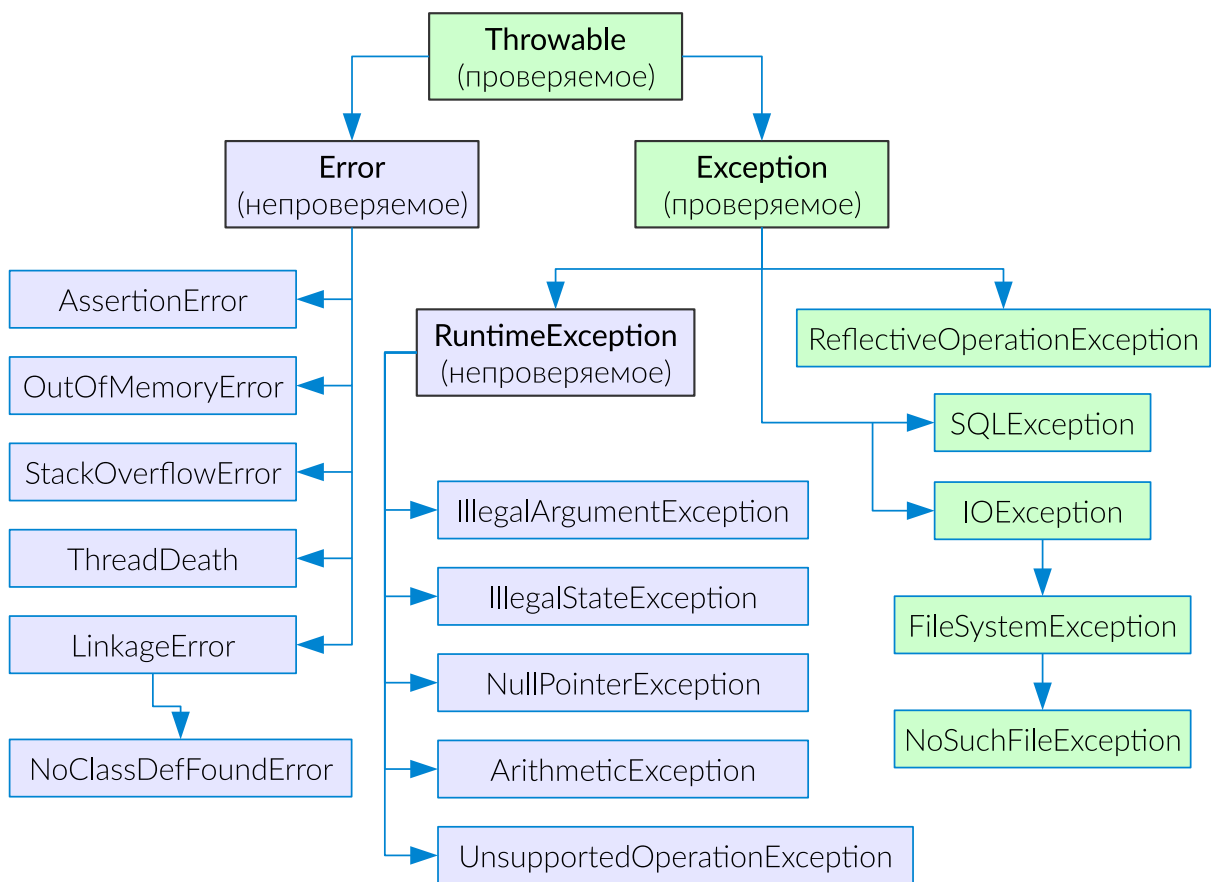 Throwable
(проверяемое)
Error
(непроверяемое)
Exception
(проверяемое)
AssertionError
OutOfMemoryError
StackOverflowError
ThreadDeath
LinkageError
NoClassDefFoundError
RuntimeException
(непроверяемое)
IllegalArgumentException
IllegalStateException
NullPointerException
ArithmeticException
UnsupportedOperationException
ReflectiveOperationException
SQLException
IOException
FileSystemException
NoSuchFileException